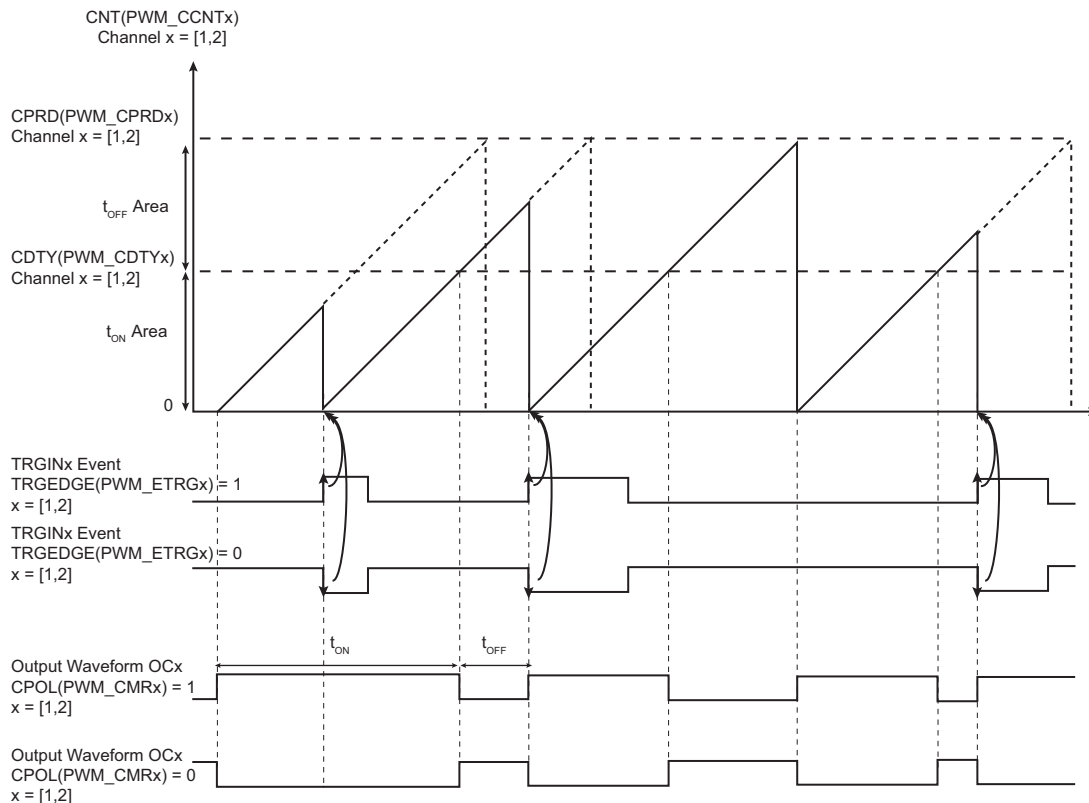 CNT(PWM_CCNTx)
Channel x = [1,2]
CPRD(PWM_CPRDx)
Channel x = [1,2]
tOFF Area
CDTY(PWM_CDTYx)
Channel x = [1,2]
tON Area
0
TRGINx Event
TRGEDGE(PWM_ETRGx) = 1
x = [1,2]
TRGINx Event
TRGEDGE(PWM_ETRGx) = 0
x = [1,2]
tON
tOFF
Output Waveform OCx
CPOL(PWM_CMRx) = 1
x = [1,2]
Output Waveform OCx
CPOL(PWM_CMRx) = 0
x = [1,2]